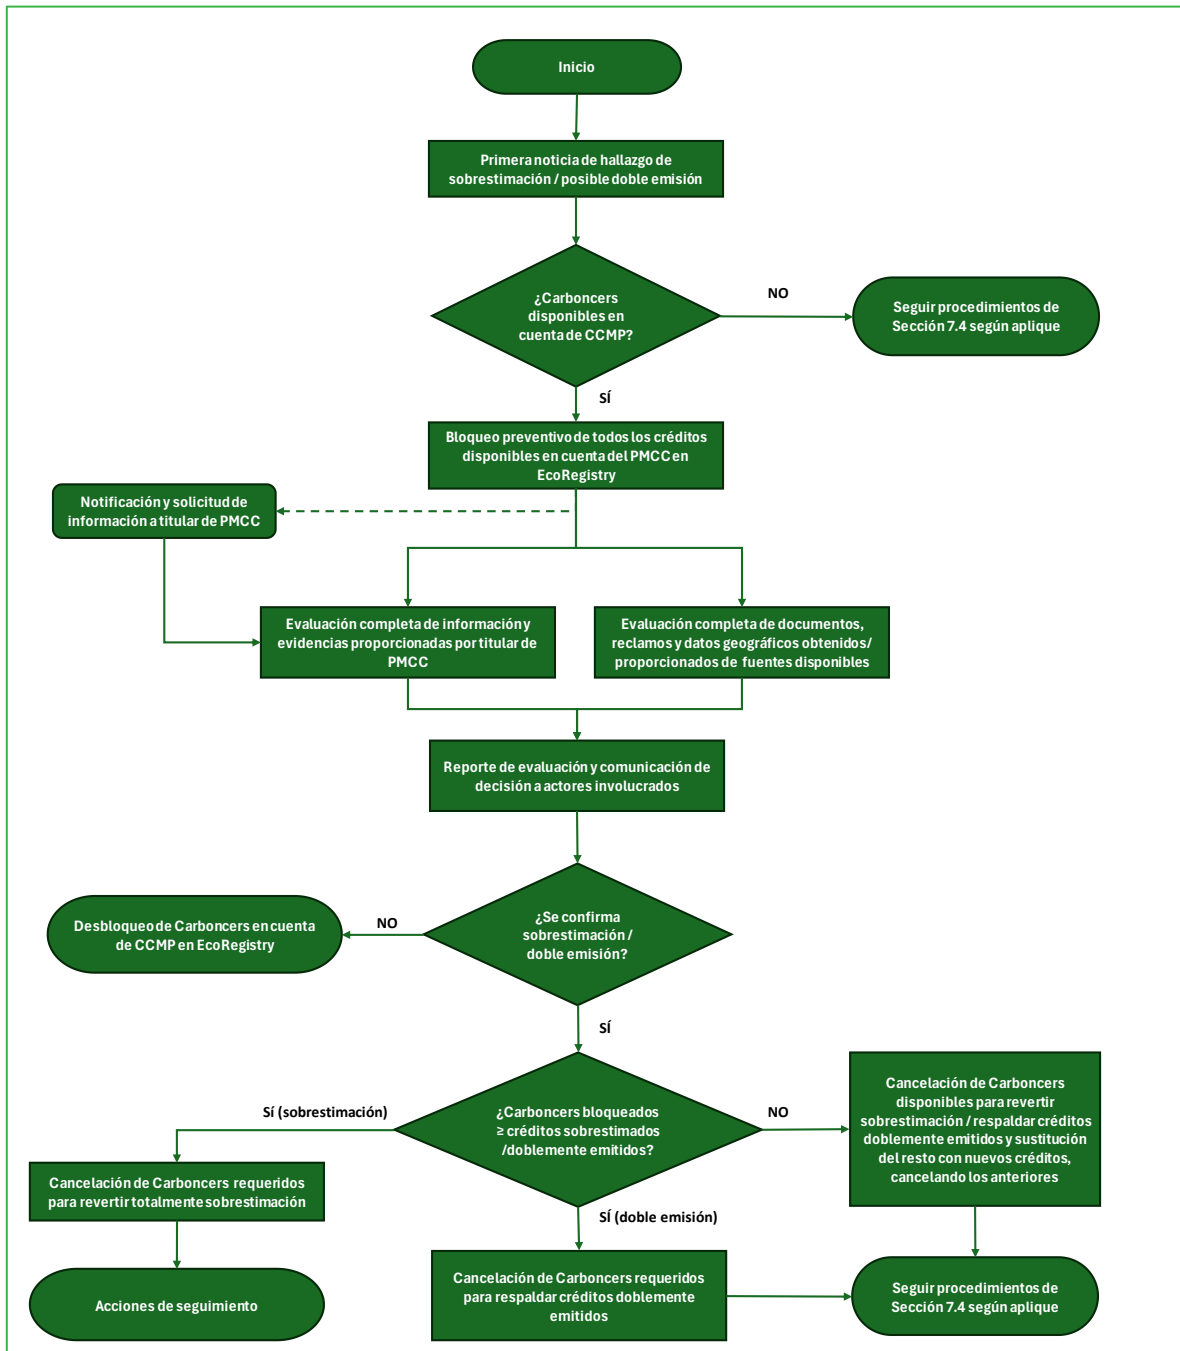 Inicio
Primera noticia de hallazgo de
sobrestimación / posible doble emisión
¿Carboncers
disponibles en
cuenta de CCMP?
NO
Seguir procedimientos de
Sección 7.4 según aplique
SÍ
Bloqueo preventivo de todos los créditos
disponibles en cuenta del PMCC en
EcoRegistry
Notificación y solicitud de
información a titular de PMCC
Evaluación completa de información y
evidencias proporcionadas por titular de
PMCC
Evaluación completa de documentos,
reclamos y datos geográficos obtenidos/
proporcionados de fuentes disponibles
Reporte de evaluación y comunicación de
decisión a actores involucrados
¿Se confirma
sobrestimación /
doble emisión?
NO
Desbloqueo de Carboncers en cuenta
de CCMP en EcoRegistry
SÍ
¿Carboncers bloqueados
≥ créditos sobrestimados
/doblemente emitidos?
Sí (sobrestimación)
NO
Cancelación de Carboncers
disponibles para revertir
sobrestimación / respaldar créditos
doblemente emitidos y sustitución
del resto con nuevos créditos,
cancelando los anteriores
Cancelación de Carboncers requeridos
para revertir totalmente sobrestimación
SÍ (doble emisión)
Cancelación de Carboncers requeridos
para respaldar créditos doblemente
emitidos
Acciones de seguimiento
Seguir procedimientos de
Sección 7.4 según aplique